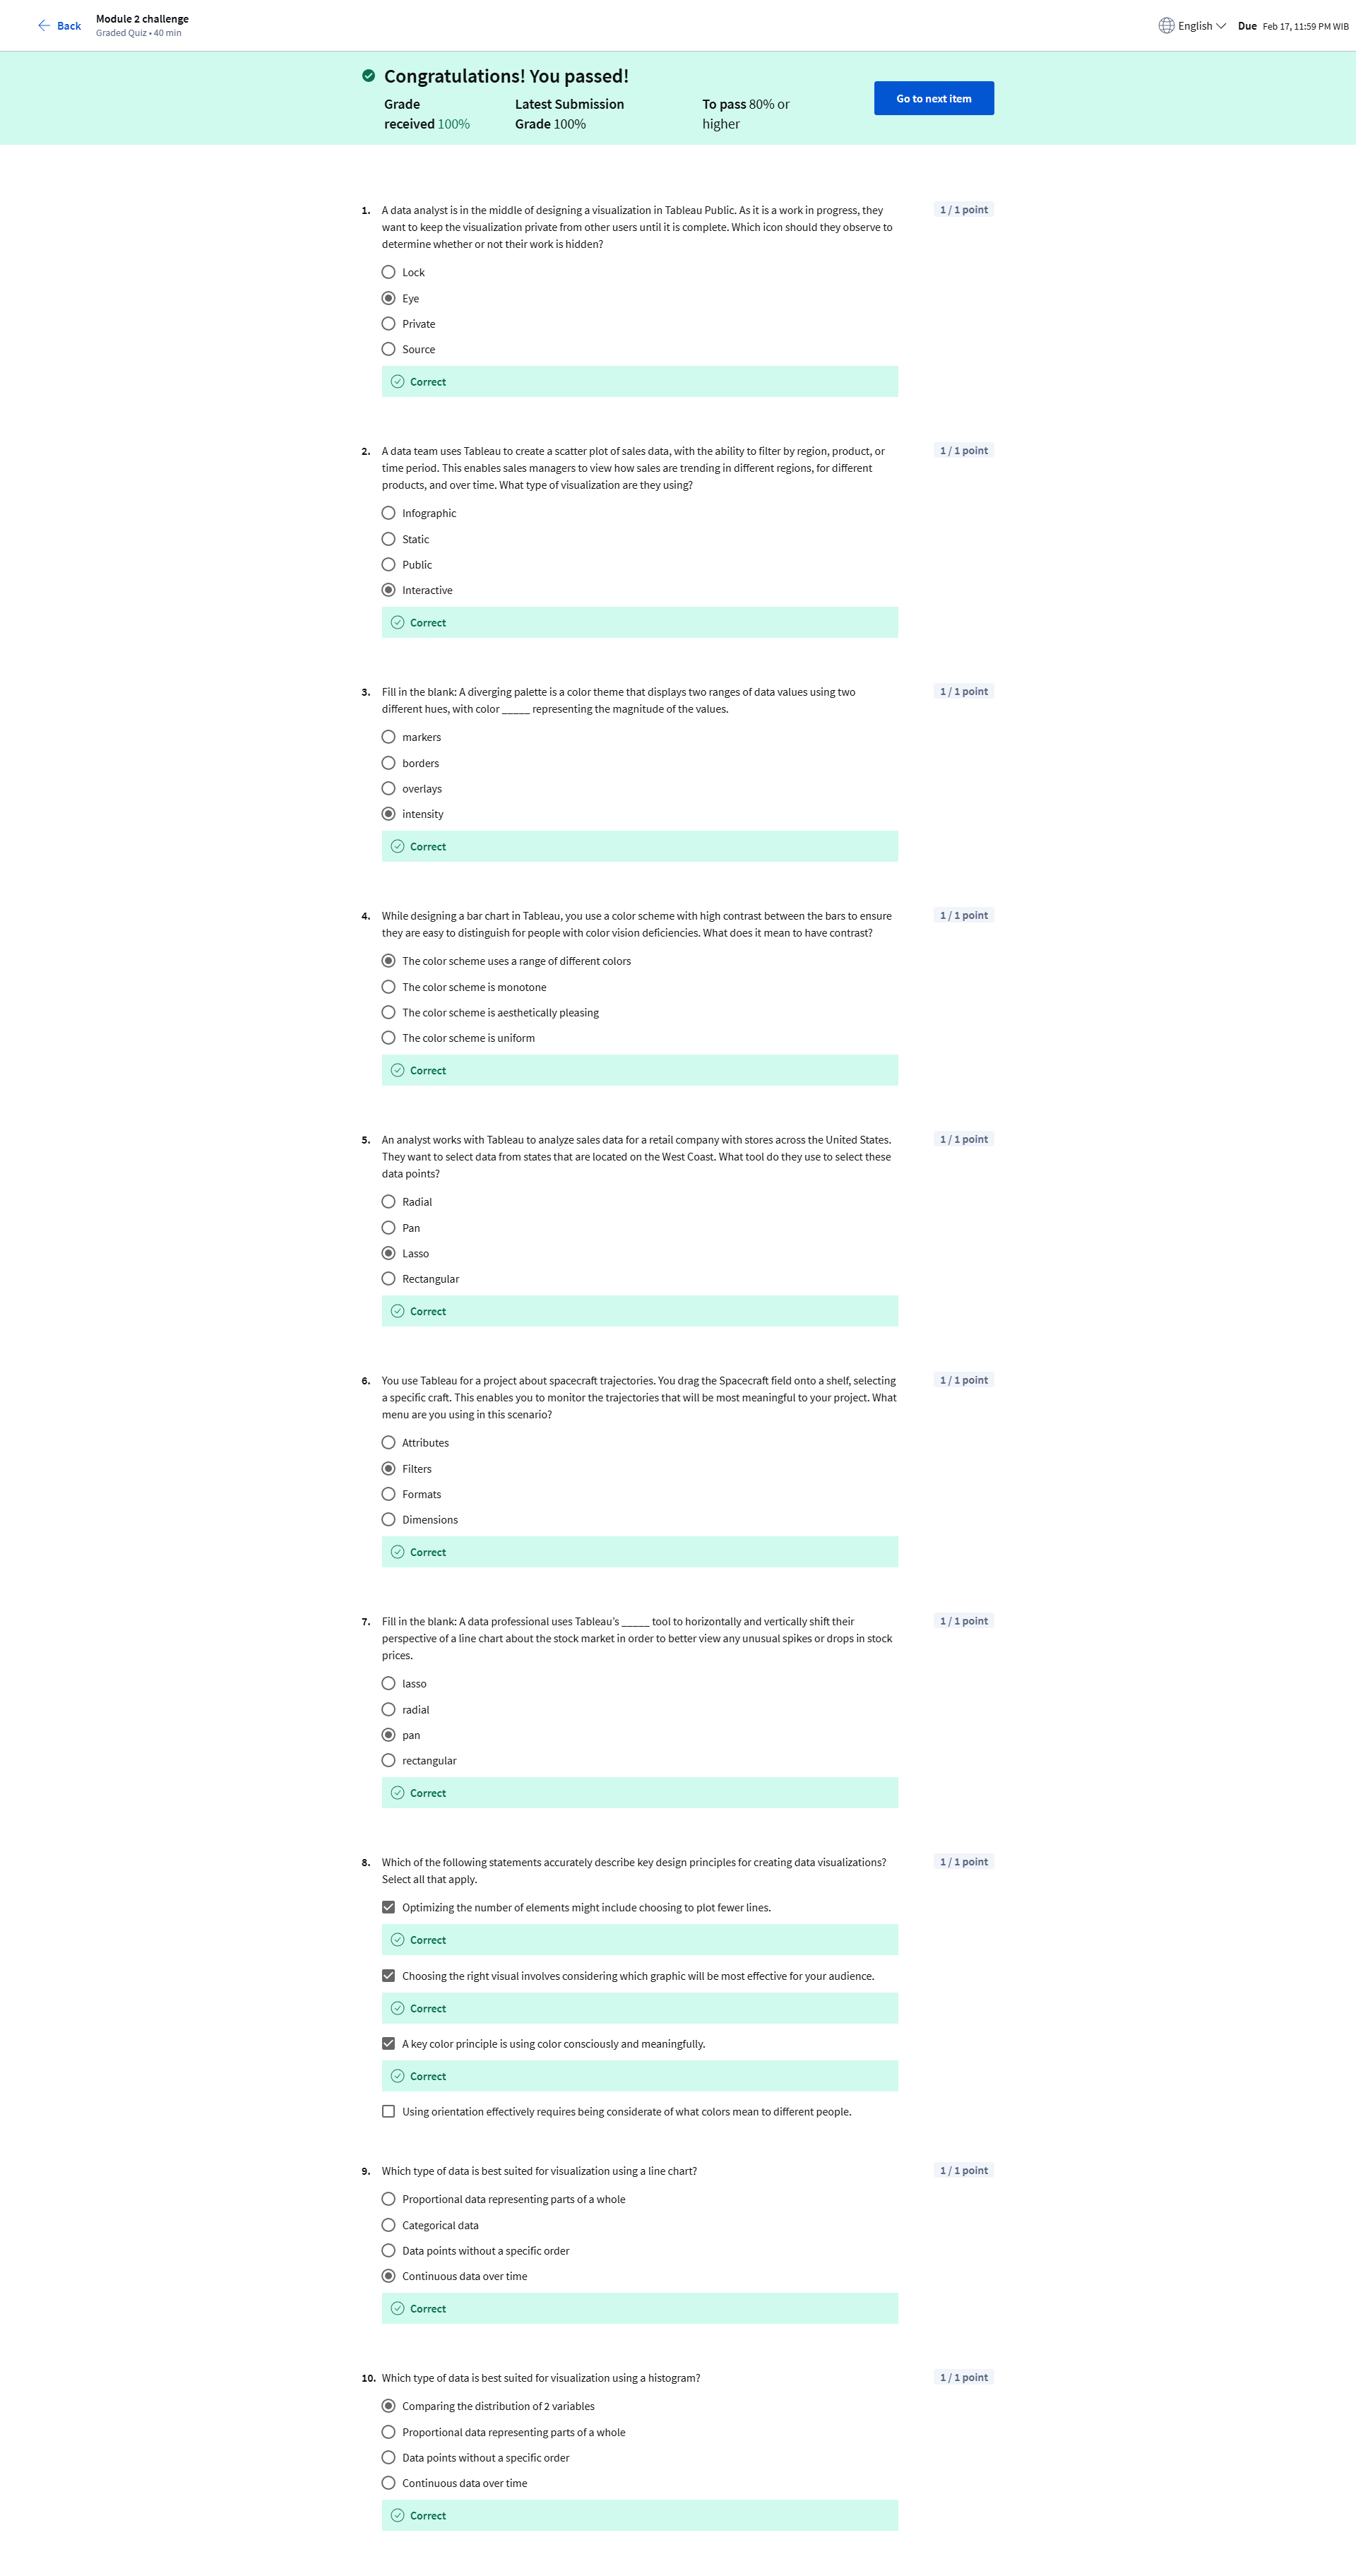 Back
Module 2 challenge
Graded Quiz • 40 min
English
Due Feb 17, 11:59 PM WIB
Congratulations! You passed!
Grade
received 100%
Latest Submission
Grade 100%
To pass 80% or
higher
Go to next item
1. A data analyst is in the middle of designing a visualization in Tableau Public. As it is a work in progress, they
want to keep the visualization private from other users until it is complete. Which icon should they observe to
determine whether or not their work is hidden?
1 / 1 point
Lock
Eye
Private
Source
Correct
2. A data team uses Tableau to create a scatter plot of sales data, with the ability to filter by region, product, or
time period. This enables sales managers to view how sales are trending in different regions, for different
products, and over time. What type of visualization are they using?
1 / 1 point
Infographic
Static
Public
Interactive
Correct
3. Fill in the blank: A diverging palette is a color theme that displays two ranges of data values using two
different hues, with color _____ representing the magnitude of the values.
1 / 1 point
markers
borders
overlays
intensity
Correct
4. While designing a bar chart in Tableau, you use a color scheme with high contrast between the bars to ensure
they are easy to distinguish for people with color vision deficiencies. What does it mean to have contrast?
1 / 1 point
The color scheme uses a range of different colors
The color scheme is monotone
The color scheme is aesthetically pleasing
The color scheme is uniform
Correct
5. An analyst works with Tableau to analyze sales data for a retail company with stores across the United States.
They want to select data from states that are located on the West Coast. What tool do they use to select these
data points?
1 / 1 point
Radial
Pan
Lasso
Rectangular
Correct
6. You use Tableau for a project about spacecraft trajectories. You drag the Spacecraft field onto a shelf, selecting
a specific craft. This enables you to monitor the trajectories that will be most meaningful to your project. What
menu are you using in this scenario?
1 / 1 point
Attributes
Filters
Formats
Dimensions
Correct
7. Fill in the blank: A data professional uses Tableau’s _____ tool to horizontally and vertically shift their
perspective of a line chart about the stock market in order to better view any unusual spikes or drops in stock
prices.
1 / 1 point
lasso
radial
pan
rectangular
Correct
8. Which of the following statements accurately describe key design principles for creating data visualizations?
Select all that apply.
1 / 1 point
Optimizing the number of elements might include choosing to plot fewer lines.
Correct
Choosing the right visual involves considering which graphic will be most effective for your audience.
Correct
A key color principle is using color consciously and meaningfully.
Correct
Using orientation effectively requires being considerate of what colors mean to different people.
9. Which type of data is best suited for visualization using a line chart?
1 / 1 point
Proportional data representing parts of a whole
Categorical data
Data points without a specific order
Continuous data over time
Correct
10. Which type of data is best suited for visualization using a histogram?
1 / 1 point
Comparing the distribution of 2 variables
Proportional data representing parts of a whole
Data points without a specific order
Continuous data over time
Correct